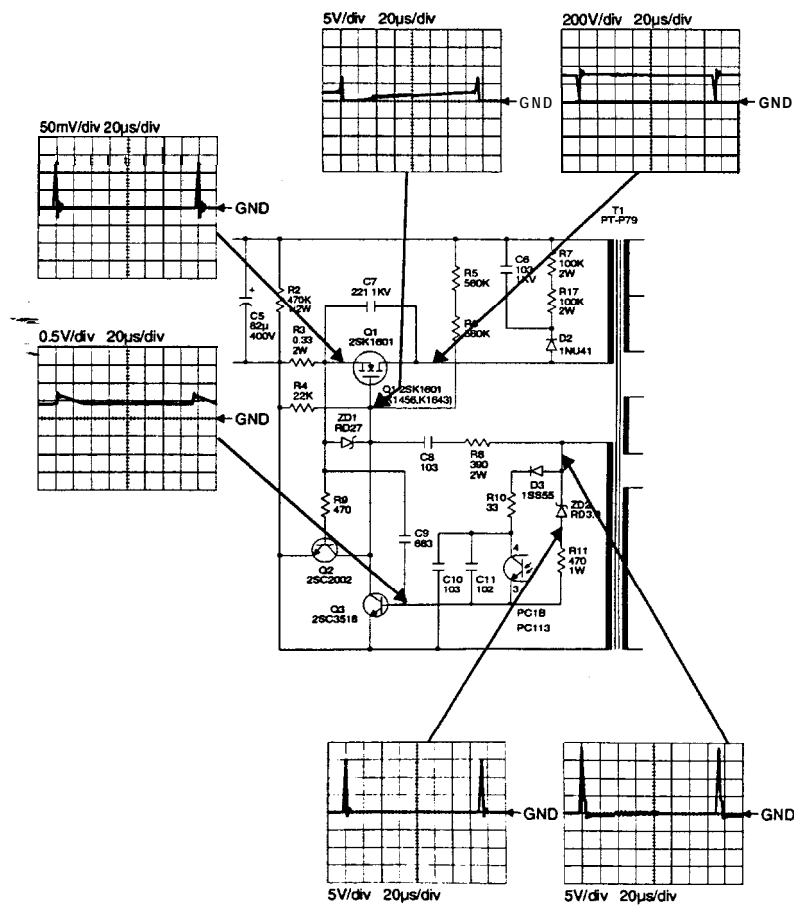 5V/div 20µs/div
200V/div 20µs/div
GND
GND
50mV/div 20µs/div
GND
T1
PT-P79
C7
221 1KV
R5
560K
C6
103
1KV
R7
100K
2W
R17
100K
2W
C5
82µ
400V
R2
470K
R3
0.33
2W
Q1
2SK1601
D2
1NU41
0.5V/div 20µs/div
GND
R4
22K
Q1:2SK1601
K1456,K1643)
ZD1
RD27
C8
103
R8
390
2W
D3
1SS55
R10
33
ZD2
R9
470
C9
683
R11
470
1W
4
Q2
2SC2002
C10
103
C11
102
3
Q3
2SC3518
PC1B
PC113
GND
GND
5V/div 20µs/div
5V/div 20µs/div